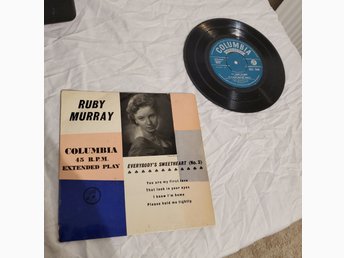 RUBY
MURRAY
COLUMBIA
45 R.P.M.
EXTENDED PLAY
EVERYBODY'S SWEETHEART (No. 3)
You are my first love
That look in your eyes
I know I'm home
Please hold me tightly
COLUMBIA